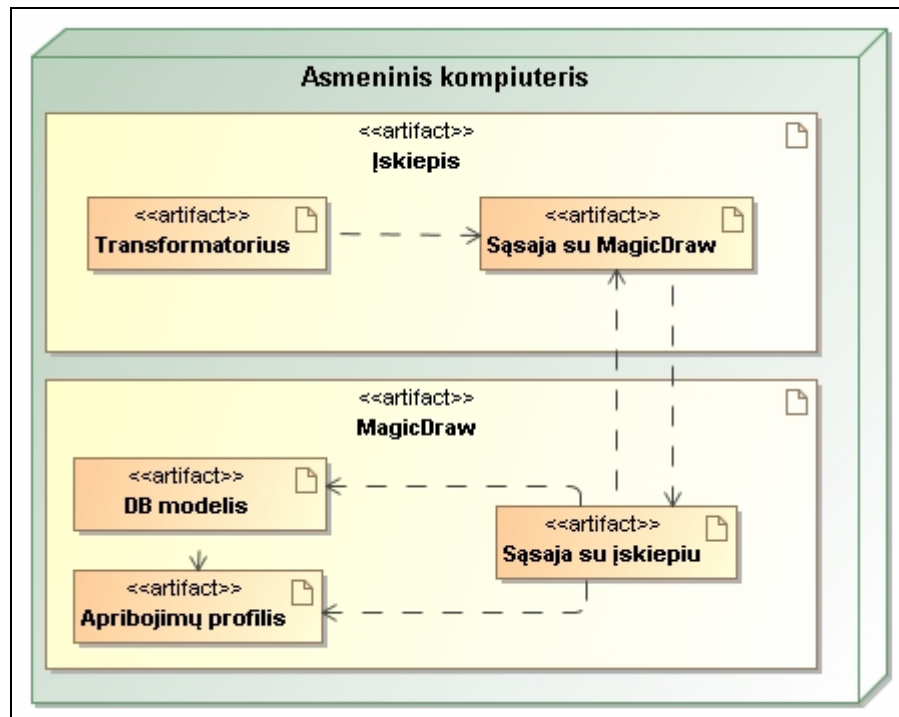 Asmeninis kompiuteris
<<artifact>>
Įskiepis
<<artifact>>
Transformatorius
<<artifact>>
Sąsaja su MagicDraw
<<artifact>>
MagicDraw
<<artifact>>
DB modelis
<<artifact>>
Sąsaja su įskiepiu
<<artifact>>
Apribojimų profilis